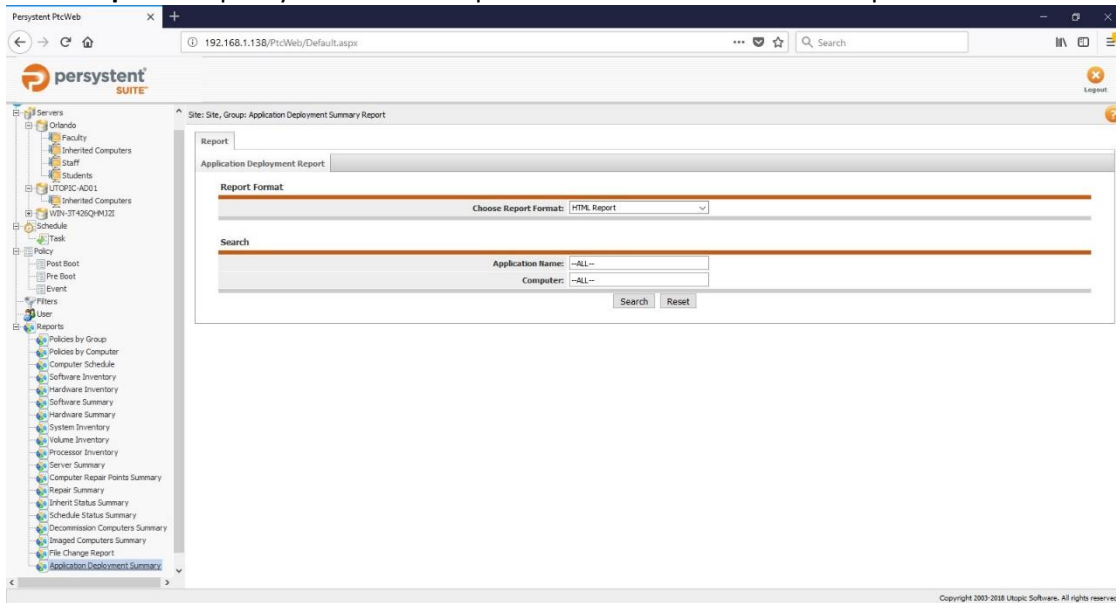 Persystent PtcWeb
192.168.1.138/PtcWeb/Default.aspx
Search
persystent
SUITE
Logout
Servers
Orlando
Faculty
Inherited Computers
Staff
Students
UTOPIC-AD01
Inherited Computers
WIN-3T426QHMJ2I
Schedule
Task
Policy
Post Boot
Pre Boot
Event
Filters
User
Reports
Policies by Group
Policies by Computer
Computer Schedule
Software Inventory
Hardware Inventory
Software Summary
Hardware Summary
System Inventory
Volume Inventory
Processor Inventory
Server Summary
Computer Repair Points Summary
Repair Summary
Inherit Status Summary
Schedule Status Summary
Decommission Computers Summary
Imaged Computers Summary
File Change Report
Application Deployment Summary
Site: Site, Group: Application Deployment Summary Report
Report
Application Deployment Report
Report Format
Choose Report Format: HTML Report
Search
Application Name: --ALL--
Computer: --ALL--
Search Reset
Copyright 2003-2018 Utopic Software. All rights reserved